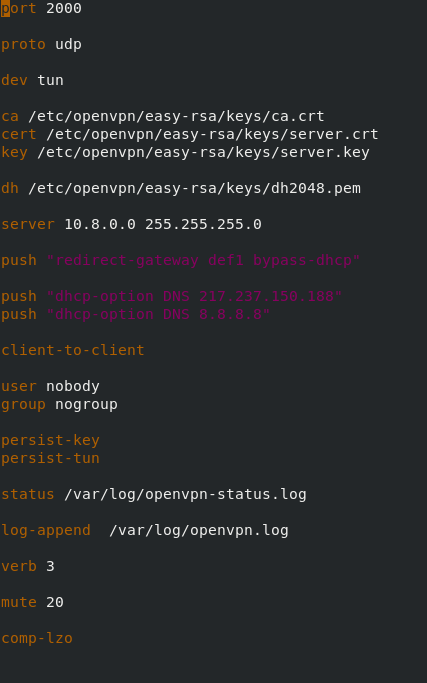 port 2000
proto udp
dev tun
ca /etc/openvpn/easy-rsa/keys/ca.crt
cert /etc/openvpn/easy-rsa/keys/server.crt
key /etc/openvpn/easy-rsa/keys/server.key
dh /etc/openvpn/easy-rsa/keys/dh2048.pem
server 10.8.0.0 255.255.255.0
push "redirect-gateway def1 bypass-dhcp"
push "dhcp-option DNS 217.237.150.188"
push "dhcp-option DNS 8.8.8.8"
client-to-client
user nobody
group nogroup
persist-key
persist-tun
status /var/log/openvpn-status.log
log-append  /var/log/openvpn.log
verb 3
mute 20
comp-lzo